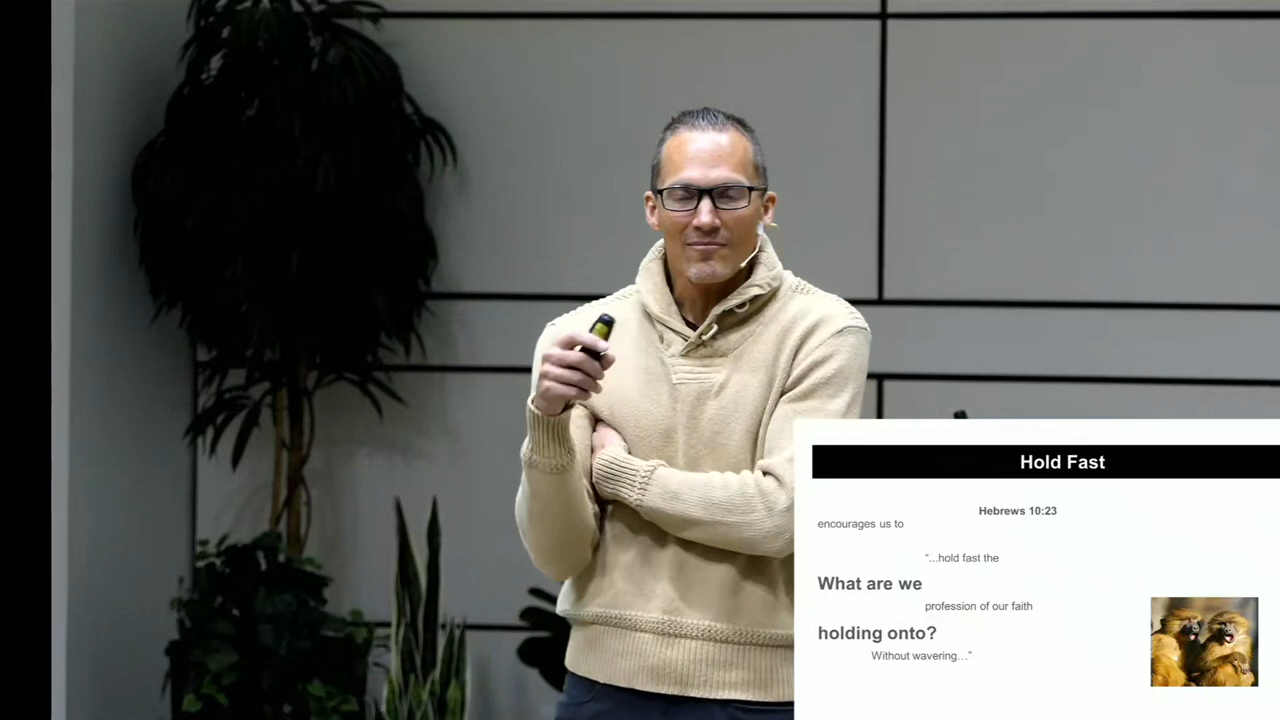 Hold Fast
Hebrews 10:23
encourages us to
“...hold fast the
What are we
profession of our faith
holding onto?
Without wavering…”